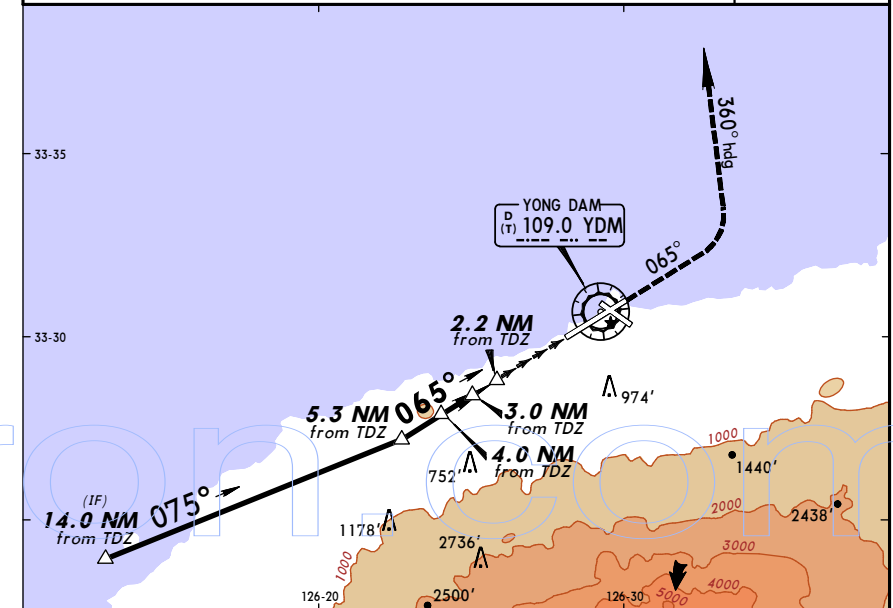 360° hdg
33-35
YONG DAM
D
(T) 109.0 YDM
065°
2.2 NM
from TDZ
33-30
065°
974'
5.3 NM
from TDZ
3.0 NM
from TDZ
4.0 NM
from TDZ
752'
1000
1440'
(IF)
14.0 NM
from TDZ
075°
1178'
2736'
2000
2438'
3000
1000
126-20
2500'
126-30
5000
4000
on.com